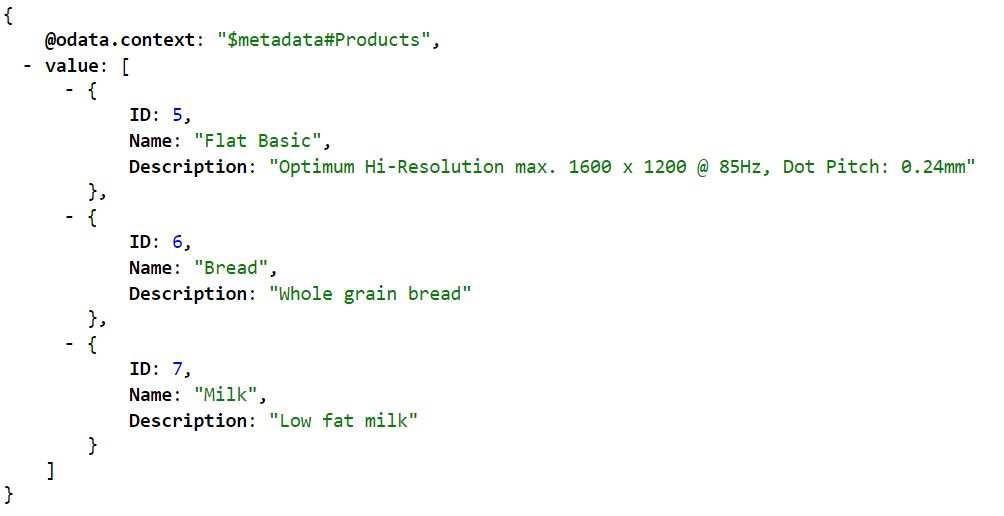 {
    @odata.context: "$metadata#Products",
  - value: [
      - {
            ID: 5,
            Name: "Flat Basic",
            Description: "Optimum Hi-Resolution max. 1600 x 1200 @ 85Hz, Dot Pitch: 0.24mm"
        },
      - {
            ID: 6,
            Name: "Bread",
            Description: "Whole grain bread"
        },
      - {
            ID: 7,
            Name: "Milk",
            Description: "Low fat milk"
        }
    ]
}